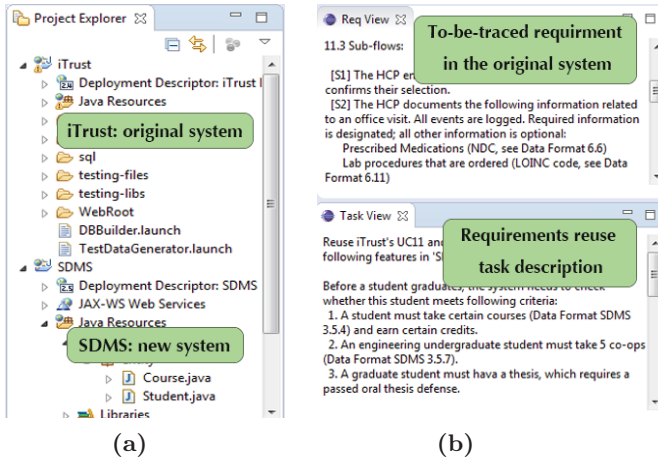 Project Explorer
iTrust
Deployment Descriptor: iTrust
Java Resources
iTrust: original system
sql
testing-files
testing-libs
WebRoot
DBBuilder.launch
TestDataGenerator.launch
SDMS
Deployment Descriptor: SDMS
JAX-WS Web Services
Java Resources
SDMS: new system
Course.java
Student.java
Libraries
(a)
Req View
To-be-traced requirment
in the original system
11.3 Sub-flows:
[S1] The HCP
confirms their selection.
[S2] The HCP documents the following information related
to an office visit. All events are logged. Required information
is designated; all other information is optional:
Prescribed Medications (NDC, see Data Format 6.6)
Lab procedures that are ordered (LOINC code, see Data
Format 6.11)
Task View
Requirements reuse
task description
Reuse iTrust's UC11 and
following features in
Before a student graduates, the system needs to check
whether this student meets following criteria:
1. A student must take certain courses (Data Format SDMS
3.5.4) and earn certain credits.
2. An engineering undergraduate student must take 5 co-ops
(Data Format SDMS 3.5.7).
3. A graduate student must hava a thesis, which requires a
passed oral thesis defense.
(b)